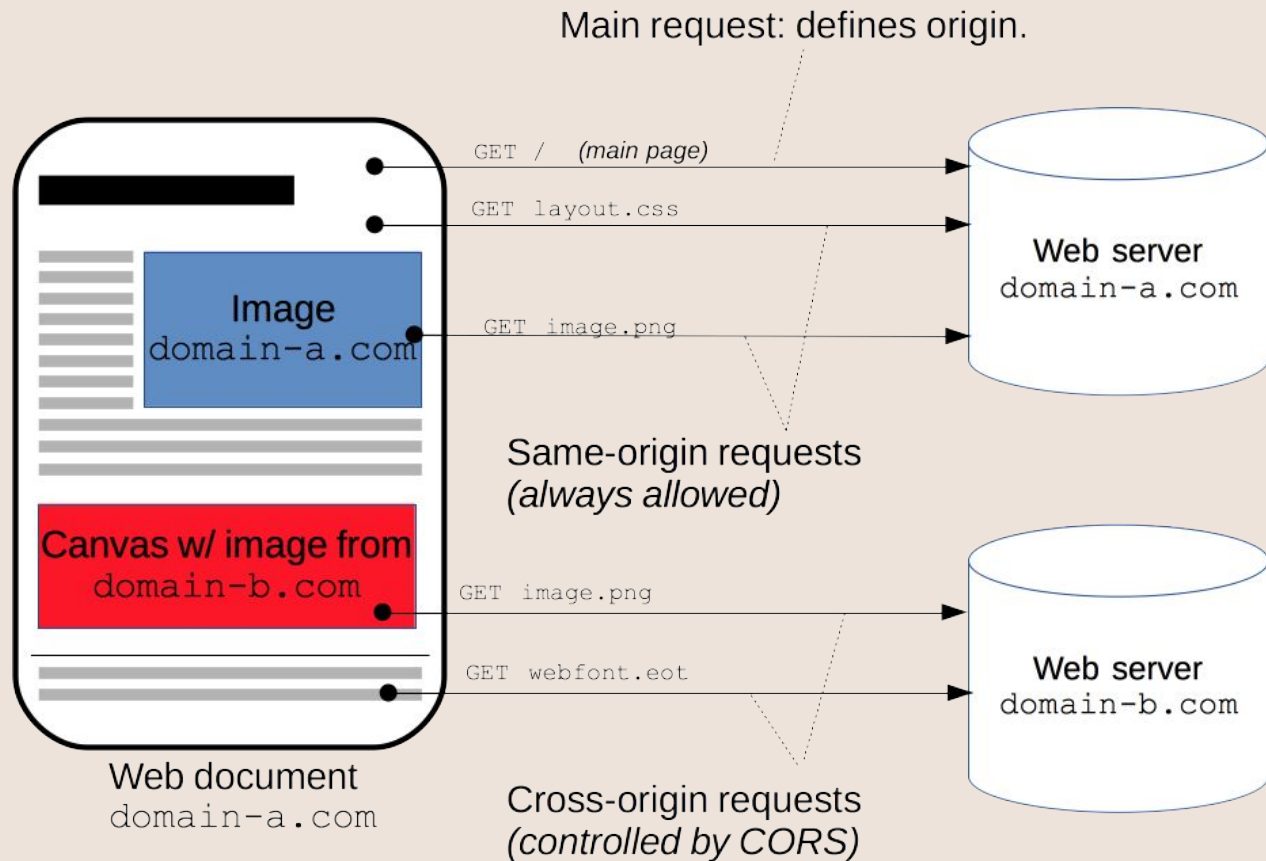 Main request: defines origin.
GET / (main page)
GET layout.css
Web server
domain-a.com
Image
domain-a.com
GET image.png
Same-origin requests
(always allowed)
Canvas w/ image from
domain-b.com
GET image.png
GET webfont.eot
Web server
domain-b.com
Web document
domain-a.com
Cross-origin requests
(controlled by CORS)